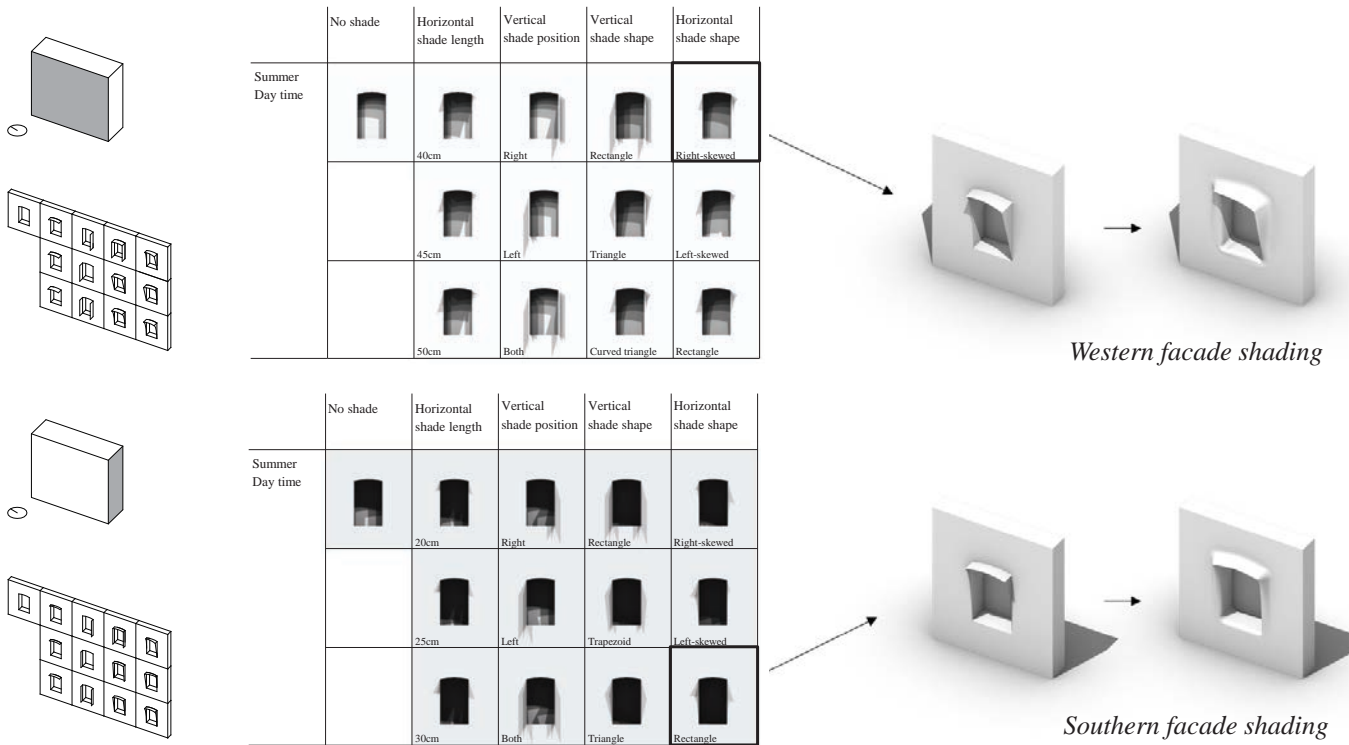 No shade
Horizontal
shade length
Vertical
shade position
Vertical
shade shape
Horizontal
shade shape
Summer
Day time
40cm
Right
Rectangle
Right-skewed
45cm
Left
Triangle
Left-skewed
50cm
Both
Curved triangle
Rectangle
Western facade shading
No shade
Horizontal
shade length
Vertical
shade position
Vertical
shade shape
Horizontal
shade shape
Summer
Day time
20cm
Right
Rectangle
Right-skewed
25cm
Left
Trapezoid
Left-skewed
30cm
Both
Triangle
Rectangle
Southern facade shading